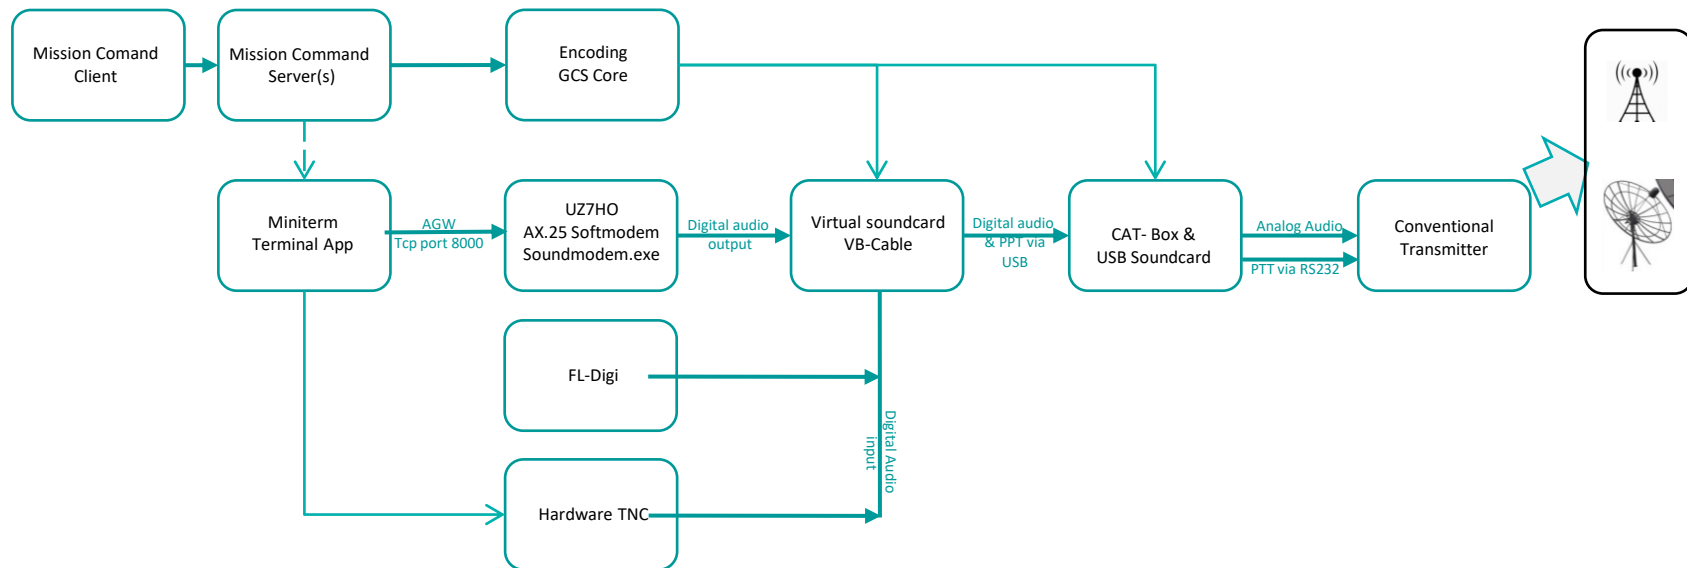 Mission Comand
Client
Mission Command
Server(s)
Encoding
GCS Core
Miniterm
Terminal App
AGW
Tcp port 8000
UZ7HO
AX.25 Softmodem
Soundmodem.exe
Digital audio
output
Virtual soundcard
VB-Cable
Digital audio
& PPT via
USB
CAT- Box &
USB Soundcard
Analog Audio
PTT via RS232
Conventional
Transmitter
FL-Digi
Digital Audio
input
Hardware TNC